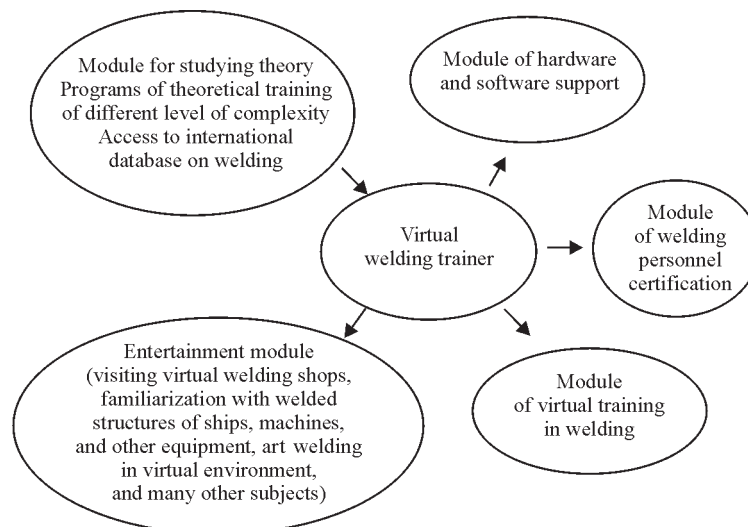 Module for studying theory
Programs of theoretical training
of different level of complexity
Access to international
database on welding
Module of hardware
and software support
Virtual
welding trainer
Module
of welding
personnel
certification
Entertainment module
(visiting virtual welding shops,
familiarization with welded
structures of ships, machines,
and other equipment, art welding
in virtual environment,
and many other subjects)
Module
of virtual training
in welding